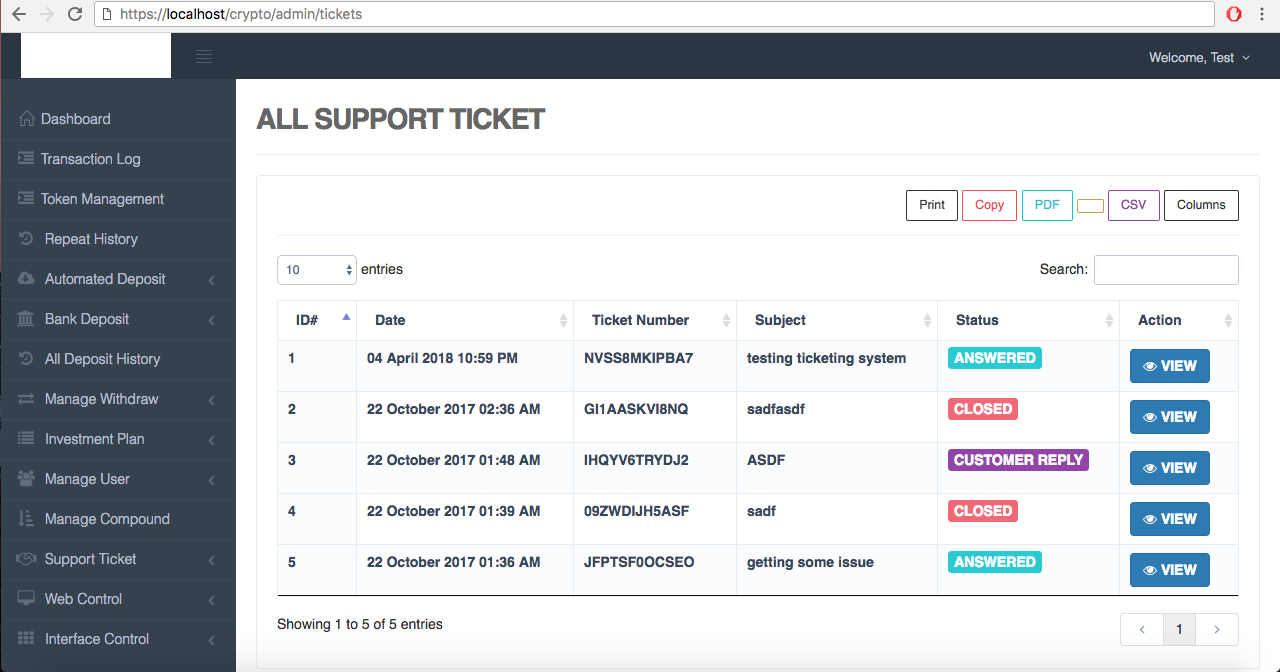 https://localhost/crypto/admin/tickets
Welcome, Test
Dashboard
Transaction Log
Token Management
Repeat History
Automated Deposit
Bank Deposit
All Deposit History
Manage Withdraw
Investment Plan
Manage User
Manage Compound
Support Ticket
Web Control
Interface Control
ALL SUPPORT TICKET
Print Copy PDF CSV Columns
10 entries Search:
ID# Date Ticket Number Subject Status Action
1 04 April 2018 10:59 PM NVSS8MKIPBA7 testing ticketing system ANSWERED VIEW
2 22 October 2017 02:36 AM GI1AASKVI8NQ sadfasdf CLOSED VIEW
3 22 October 2017 01:48 AM IHQYV6TRYDJ2 ASDF CUSTOMER REPLY VIEW
4 22 October 2017 01:39 AM 09ZWDIJH5ASF sadf CLOSED VIEW
5 22 October 2017 01:36 AM JFPTSF0OCSEO getting some issue ANSWERED VIEW
Showing 1 to 5 of 5 entries
1